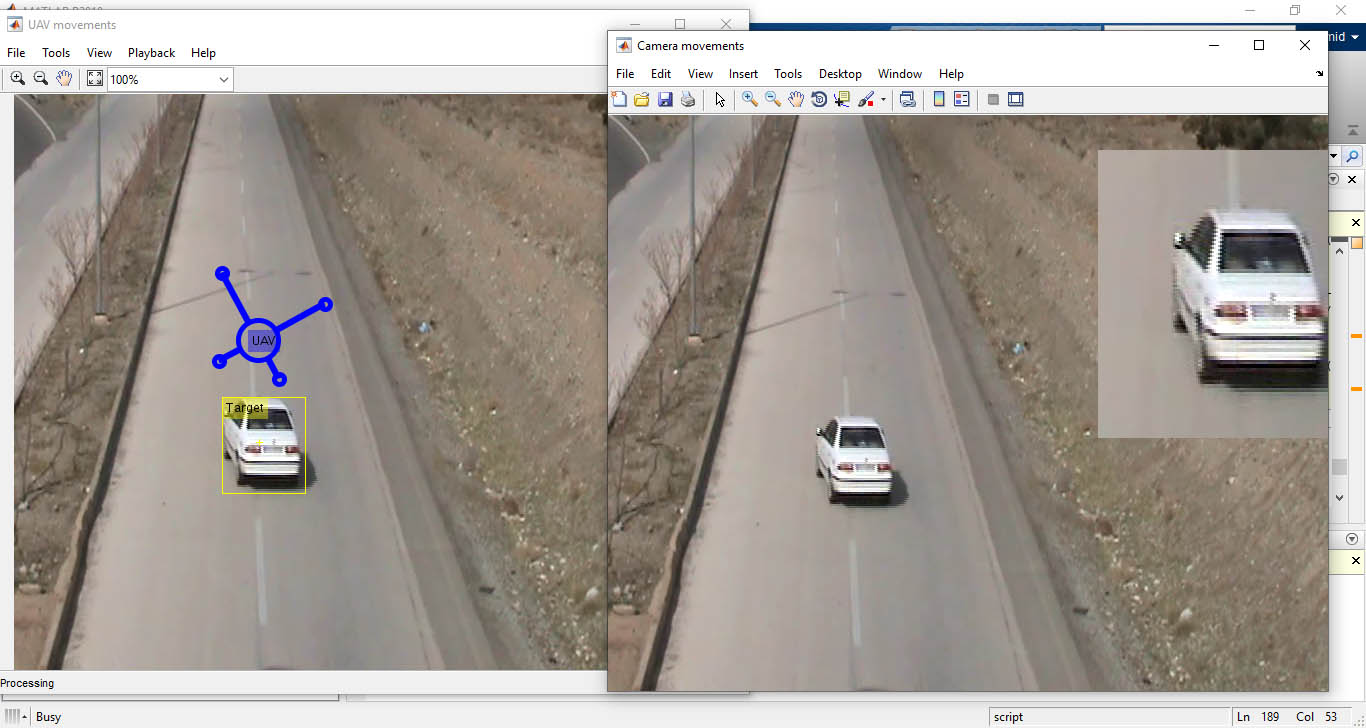 UAV movements
File Tools View Playback Help
100%
UAV
Target
Processing
Camera movements
File Edit View Insert Tools Desktop Window Help
nid
Busy
script
Ln 189 Col 53